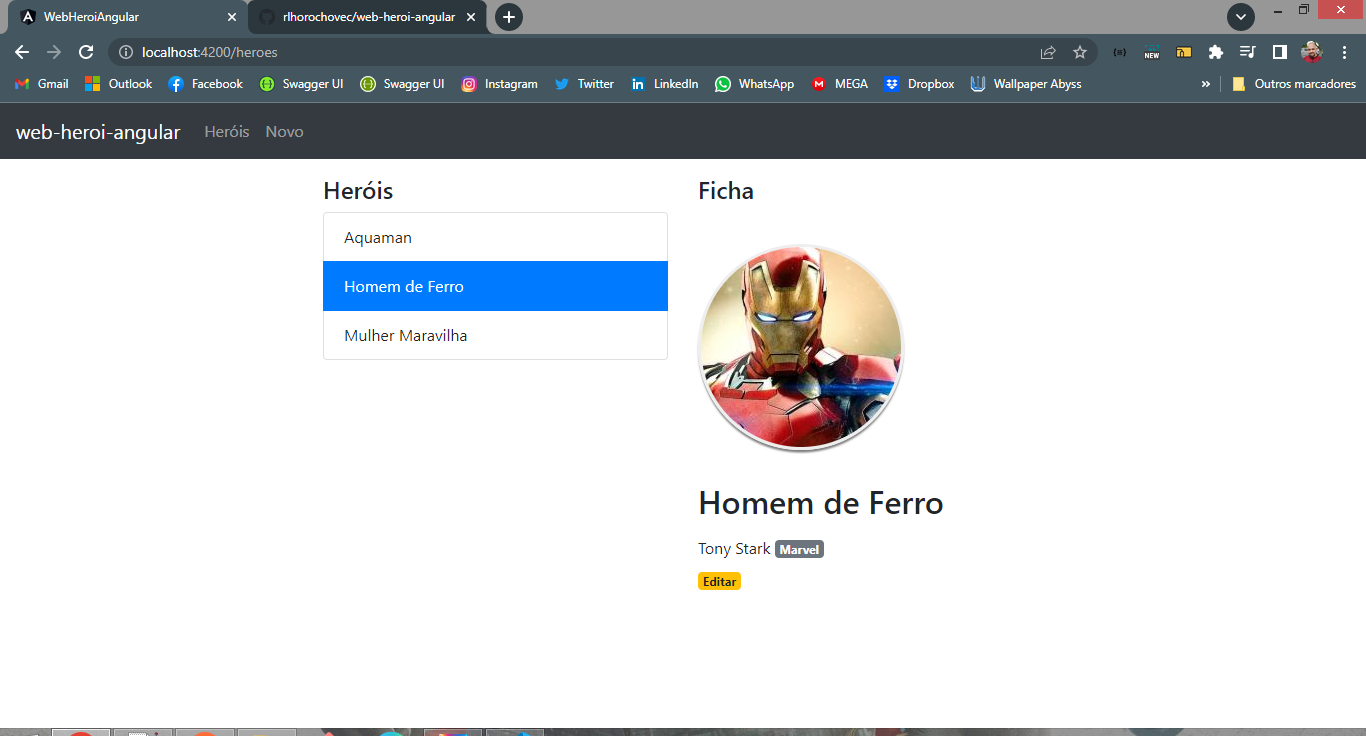 WebHeroiAngular
rlhorochovec/web-heroi-angular
localhost:4200/heroes
NEW
Gmail
Outlook
Facebook
Swagger UI
Swagger UI
Instagram
Twitter
LinkedIn
WhatsApp
MEGA
Dropbox
Wallpaper Abyss
»
Outros marcadores
web-heroi-angular
Heróis
Novo
Heróis
Aquaman
Homem de Ferro
Mulher Maravilha
Ficha
Homem de Ferro
Tony Stark Marvel
Editar